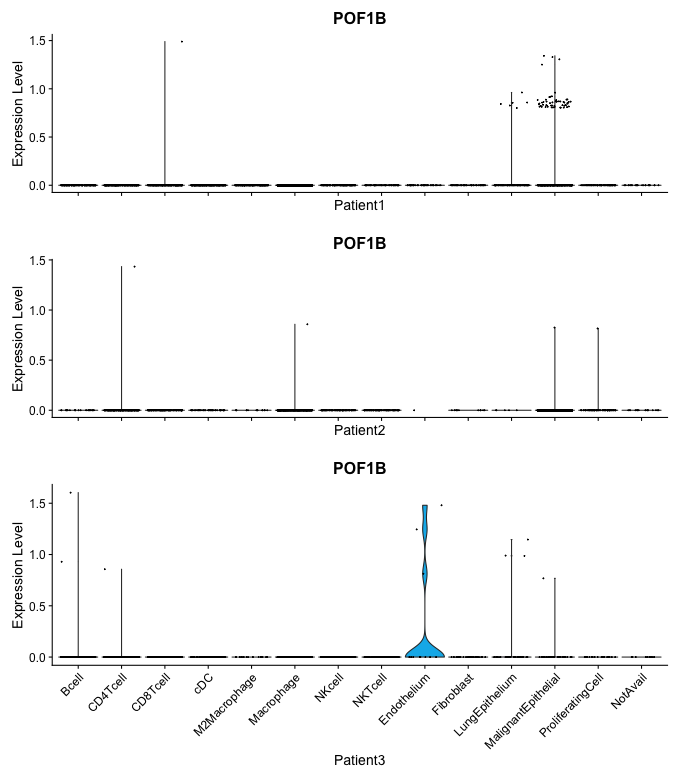 POF1B
Expression Level
1.5
1.0
0.5
0.0
Patient1
POF1B
Expression Level
1.5
1.0
0.5
0.0
Patient2
POF1B
Expression Level
1.5
1.0
0.5
0.0
Bcell
CD4Tcell
CD8Tcell
cDC
M2Macrophage
Macrophage
NKcell
NKTcell
Endothelium
Fibroblast
LungEpithelium
MalignantEpithelial
ProliferatingCell
NotAvail
Patient3